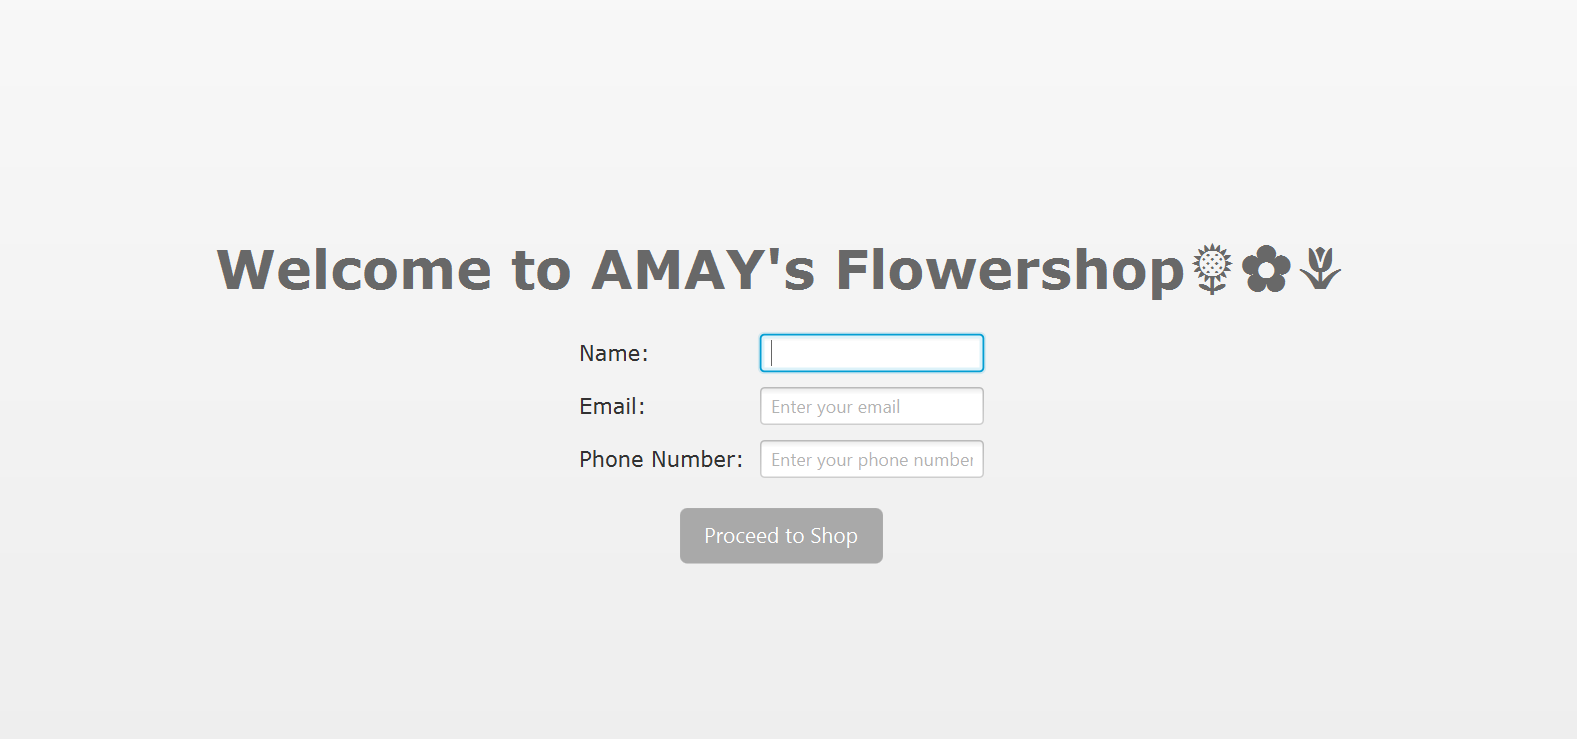 Welcome to AMAY's Flowershop🌻✿🌷
Name:
Email: Enter your email
Phone Number: Enter your phone number
Proceed to Shop